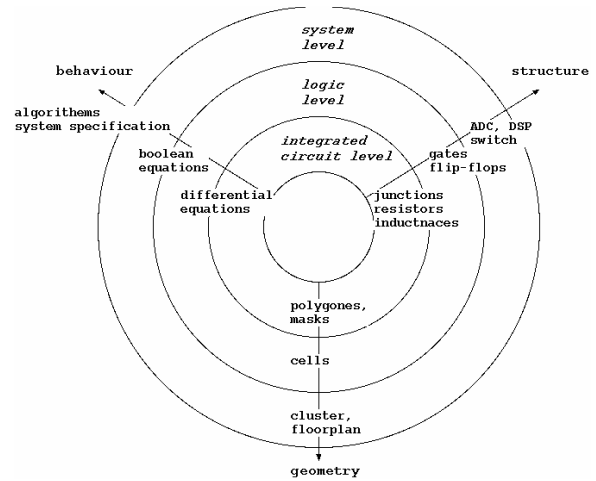 system
level
behaviour
structure
logic
level
algorithems
system specification
ADC, DSP
switch
integrated
circuit level
boolean
equations
gates
flip-flops
differential
equations
junctions
resistors
inductnaces
polygones,
masks
cells
cluster,
floorplan
geometry